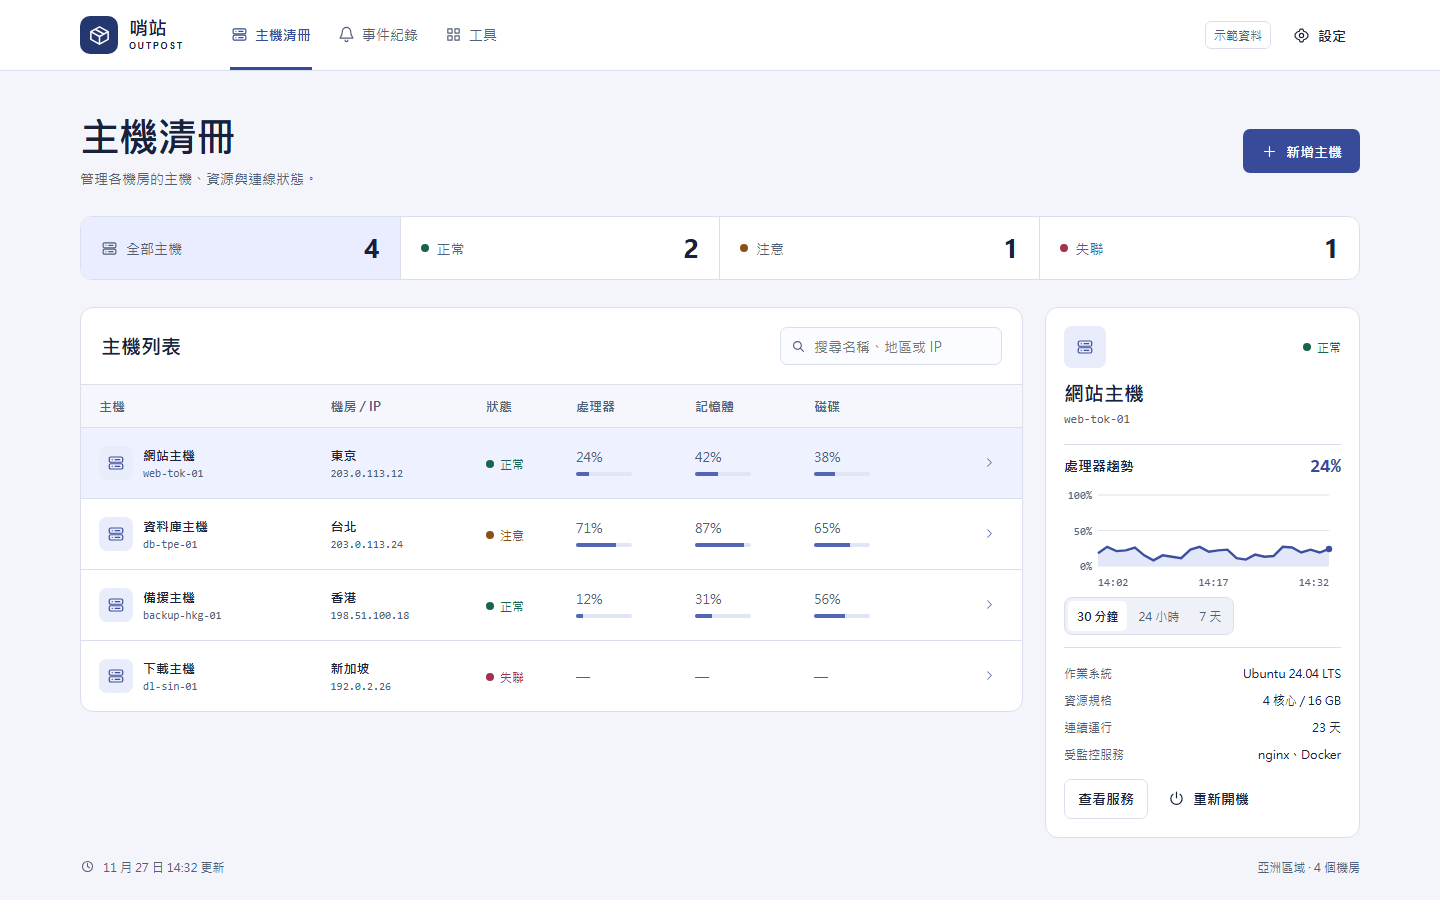 哨站
OUTPOST
主機清冊
事件紀錄
工具
示範資料
設定
主機清冊
管理各機房的主機、資源與連線狀態。
新增主機
全部主機 4
正常 2
注意 1
失聯 1
主機列表
搜尋名稱、地區或 IP
主機 機房 / IP 狀態 處理器 記憶體 磁碟
網站主機 東京 正常 24% 42% 38%
web-tok-01 203.0.113.12
資料庫主機 台北 注意 71% 87% 65%
db-tpe-01 203.0.113.24
備援主機 香港 正常 12% 31% 56%
backup-hkg-01 198.51.100.18
下載主機 新加坡 失聯 — — —
dl-sin-01 192.0.2.26
正常
網站主機
web-tok-01
處理器趨勢 24%
100%
50%
0%
14:02 14:17 14:32
30 分鐘 24 小時 7 天
作業系統 Ubuntu 24.04 LTS
資源規格 4 核心 / 16 GB
連續運行 23 天
受監控服務 nginx、Docker
查看服務 重新開機
11 月 27 日 14:32 更新
亞洲區域 · 4 個機房